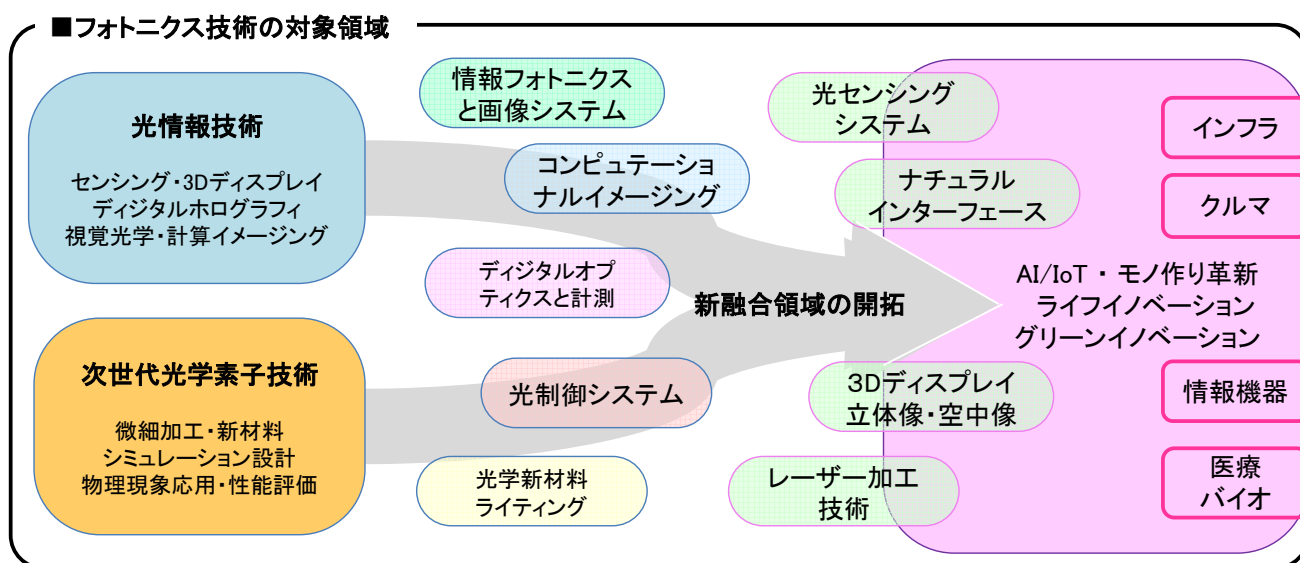 ■フォトニクス技術の対象領域
光情報技術
センシング・3Dディスプレイ
ディジタルホログラフィ
視覚光学・計算イメージング
次世代光学素子技術
微細加工・新材料
シミュレーション設計
物理現象応用・性能評価
情報フォトニクス
と画像システム
コンピュテーショ
ナルイメージング
ディジタルオプ
ティクスと計測
光制御システム
光学新材料
ライティング
新融合領域の開拓
光センシング
システム
ナチュラル
インターフェース
3Dディスプレイ
立体像・空中像
レーザー加工
技術
AI/IoT ・ モノ作り革新
ライフイノベーション
グリーンイノベーション
インフラ
クルマ
情報機器
医療
バイオ